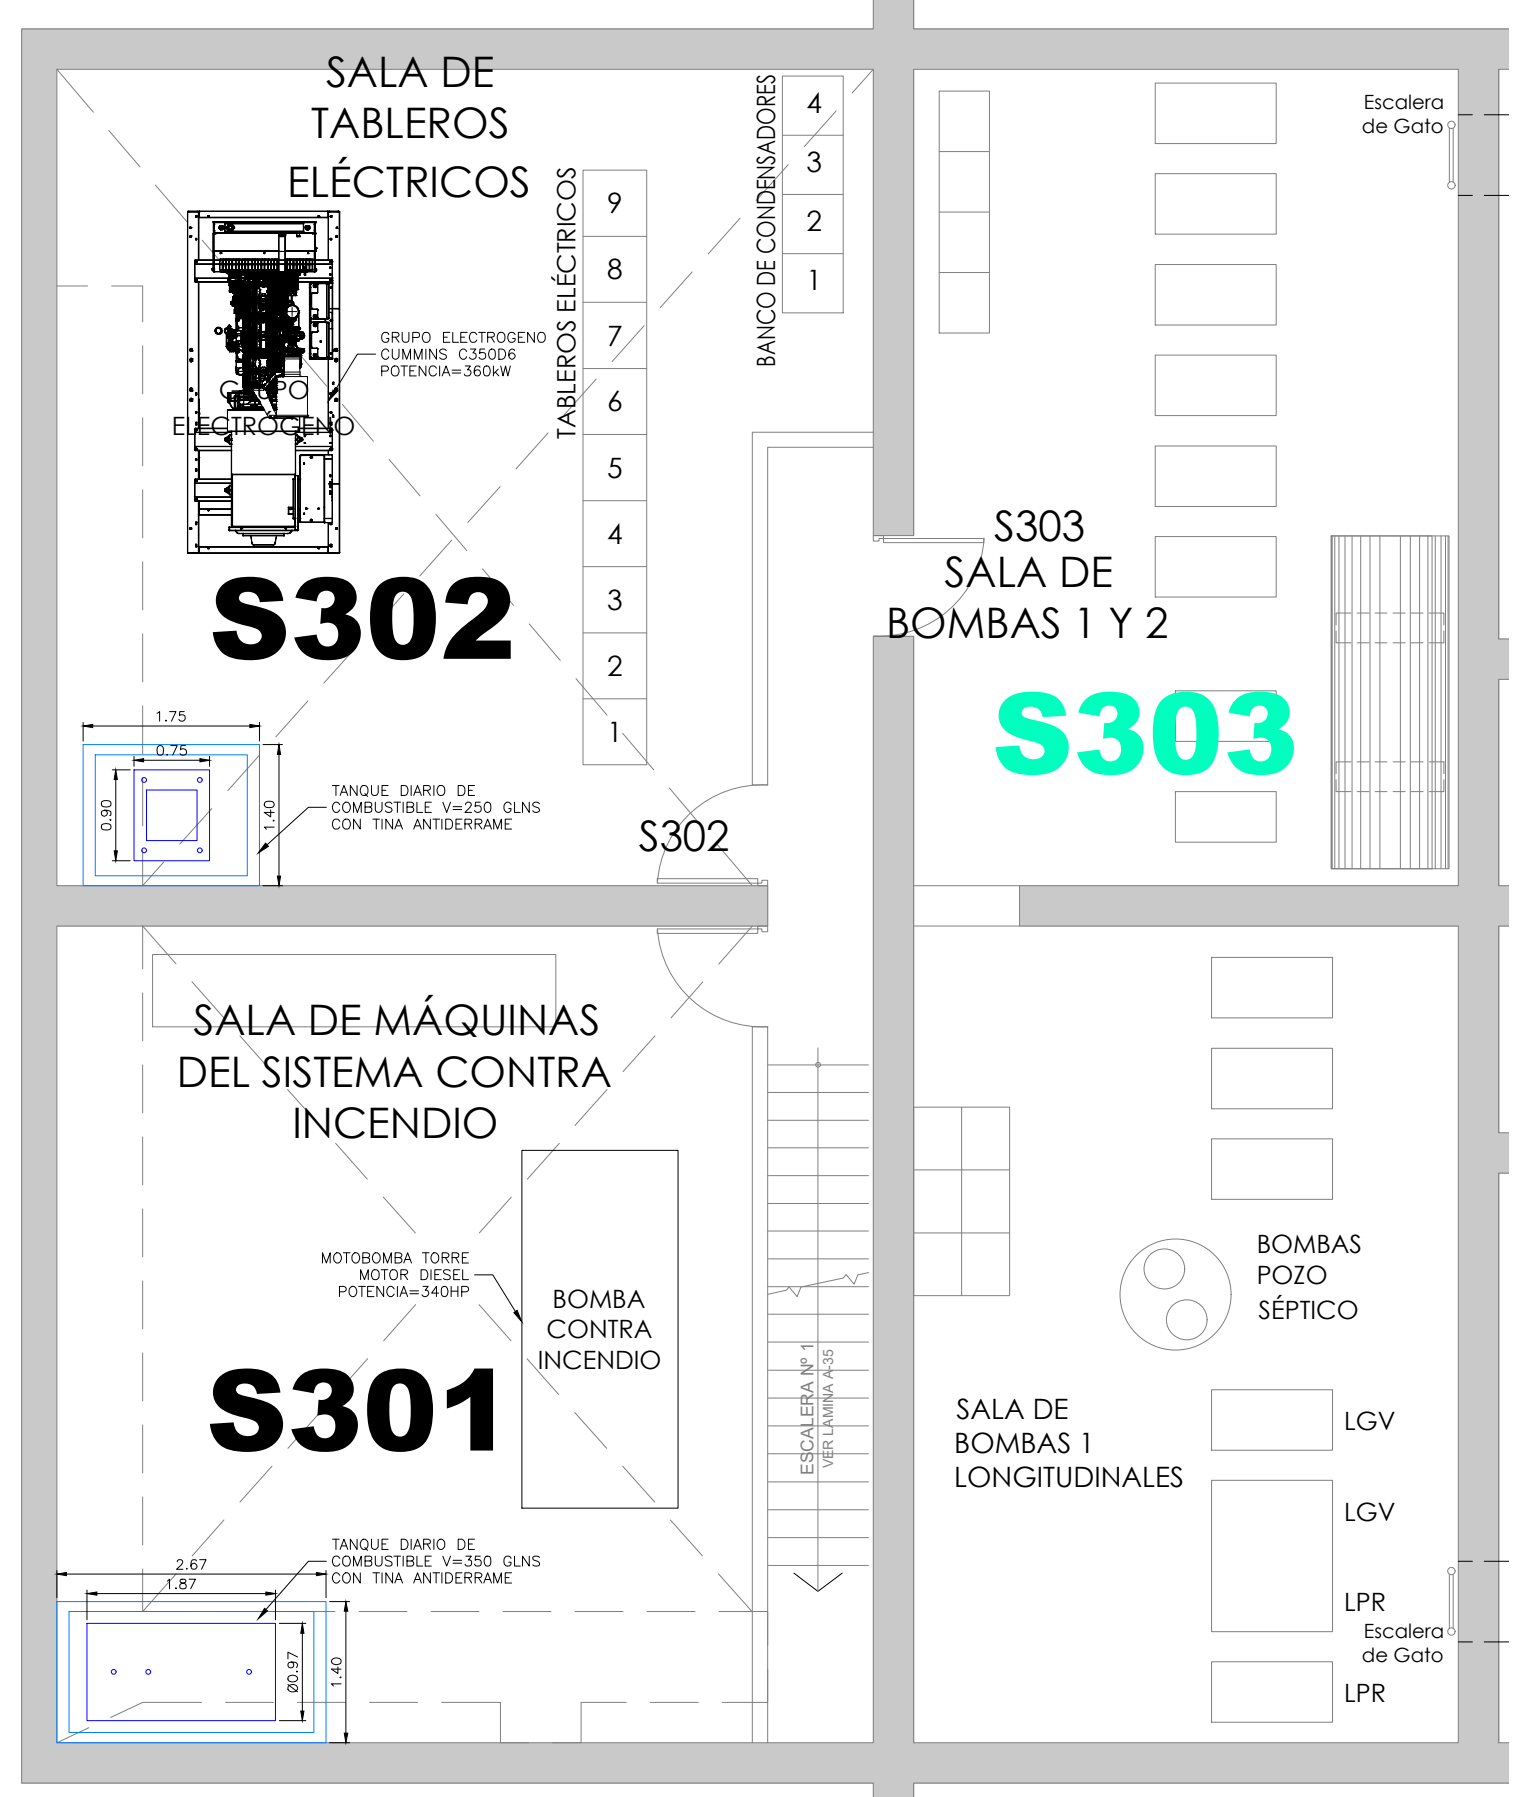 SALA DE
TABLEROS
ELÉCTRICOS
TABLEROS ELÉCTRICOS
9
8
7
6
5
4
3
2
1
BANCO DE CONDENSADORES
4
3
2
1
GRUPO ELECTROGENO
CUMMINS C350D6
POTENCIA=360kW
GRUPO
ELECTRÓGENO
S302
1.75
0.75
0.90
1.40
TANQUE DIARIO DE
COMBUSTIBLE V=250 GLNS
CON TINA ANTIDERRAME
S302
Escalera
de Gato
S303
SALA DE
BOMBAS 1 Y 2
S303
SALA DE MÁQUINAS
DEL SISTEMA CONTRA
INCENDIO
MOTOBOMBA TORRE
MOTOR DIESEL
POTENCIA=340HP
BOMBA
CONTRA
INCENDIO
S301
TANQUE DIARIO DE
COMBUSTIBLE V=350 GLNS
CON TINA ANTIDERRAME
2.67
1.87
Ø0.97
1.40
ESCALERA Nº 1
VER LAMINA A-35
BOMBAS
POZO
SÉPTICO
SALA DE
BOMBAS 1
LONGITUDINALES
LGV
LGV
LPR
Escalera
de Gato
LPR